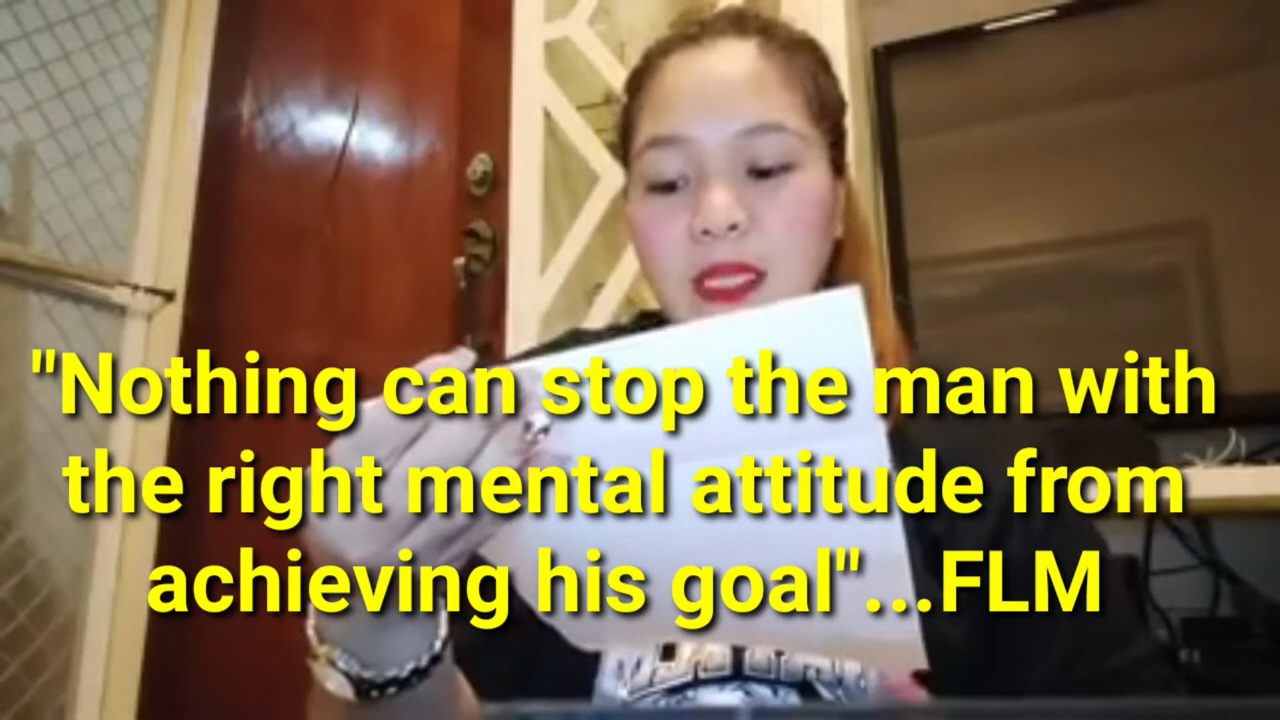 "Nothing can stop the man with
the right mental attitude from
achieving his goal"...FLM